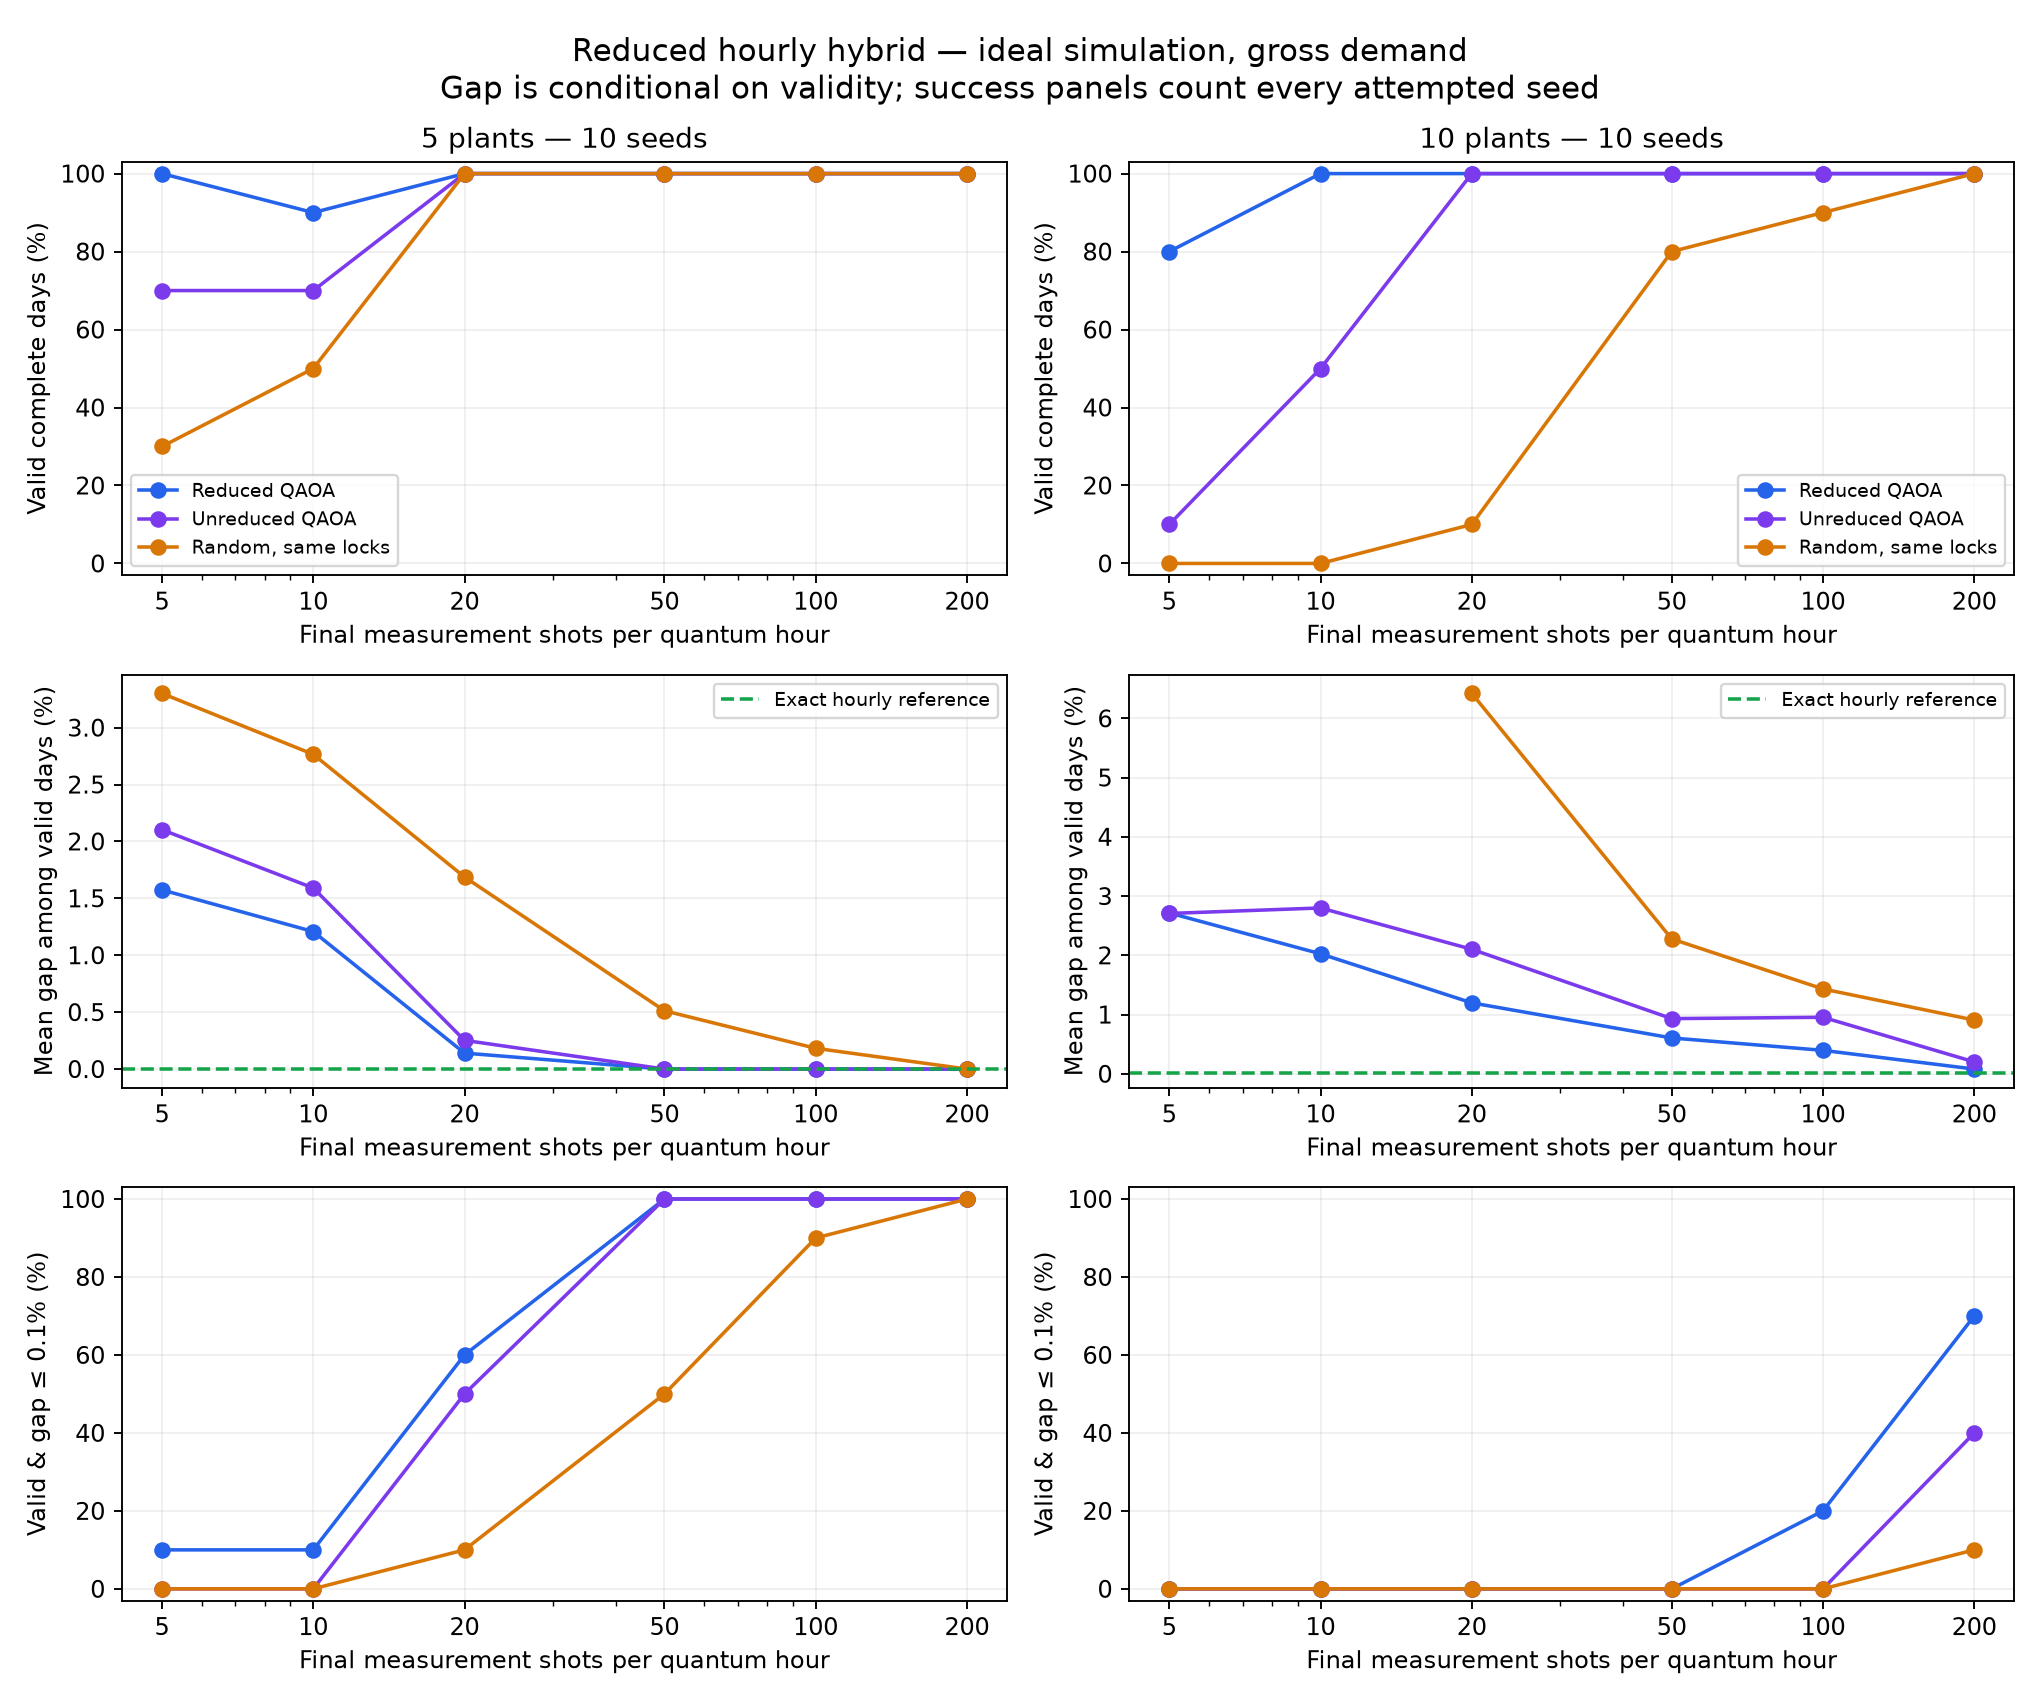 Reduced hourly hybrid — ideal simulation, gross demand
Gap is conditional on validity; success panels count every attempted seed
5 plants — 10 seeds
Valid complete days (%)
100
80
60
40
20
0
Reduced QAOA
Unreduced QAOA
Random, same locks
5 10 20 50 100 200
Final measurement shots per quantum hour
10 plants — 10 seeds
Valid complete days (%)
100
80
60
40
20
0
Reduced QAOA
Unreduced QAOA
Random, same locks
5 10 20 50 100 200
Final measurement shots per quantum hour
Mean gap among valid days (%)
3.0
2.5
2.0
1.5
1.0
0.5
0.0
Exact hourly reference
5 10 20 50 100 200
Final measurement shots per quantum hour
Mean gap among valid days (%)
6
5
4
3
2
1
0
Exact hourly reference
5 10 20 50 100 200
Final measurement shots per quantum hour
Valid & gap ≤ 0.1% (%)
100
80
60
40
20
0
5 10 20 50 100 200
Final measurement shots per quantum hour
Valid & gap ≤ 0.1% (%)
100
80
60
40
20
0
5 10 20 50 100 200
Final measurement shots per quantum hour